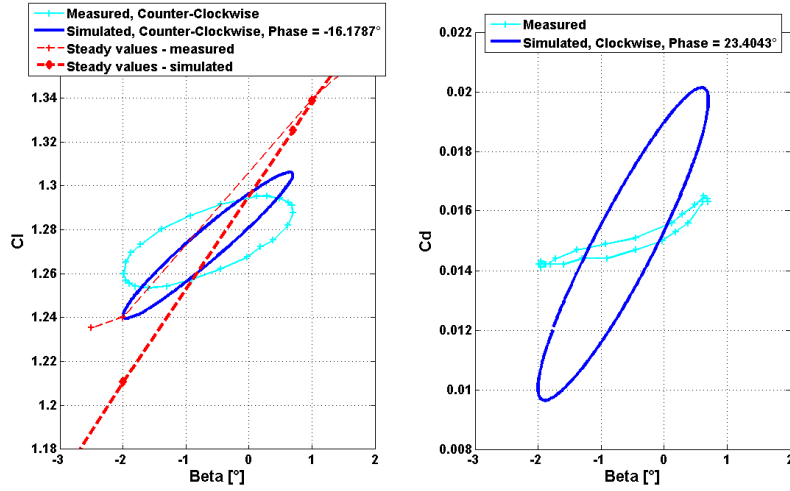 Measured, Counter-Clockwise
Simulated, Counter-Clockwise, Phase = -16.1787°
Steady values - measured
Steady values - simulated
1.34
1.32
1.3
1.28
1.26
1.24
1.22
1.2
1.18
Cl
-3
-2
-1
0
1
2
Beta [°]
Measured
Simulated, Clockwise, Phase = 23.4043°
0.022
0.02
0.018
0.016
0.014
0.012
0.01
0.008
Cd
-3
-2
-1
0
1
2
Beta [°]